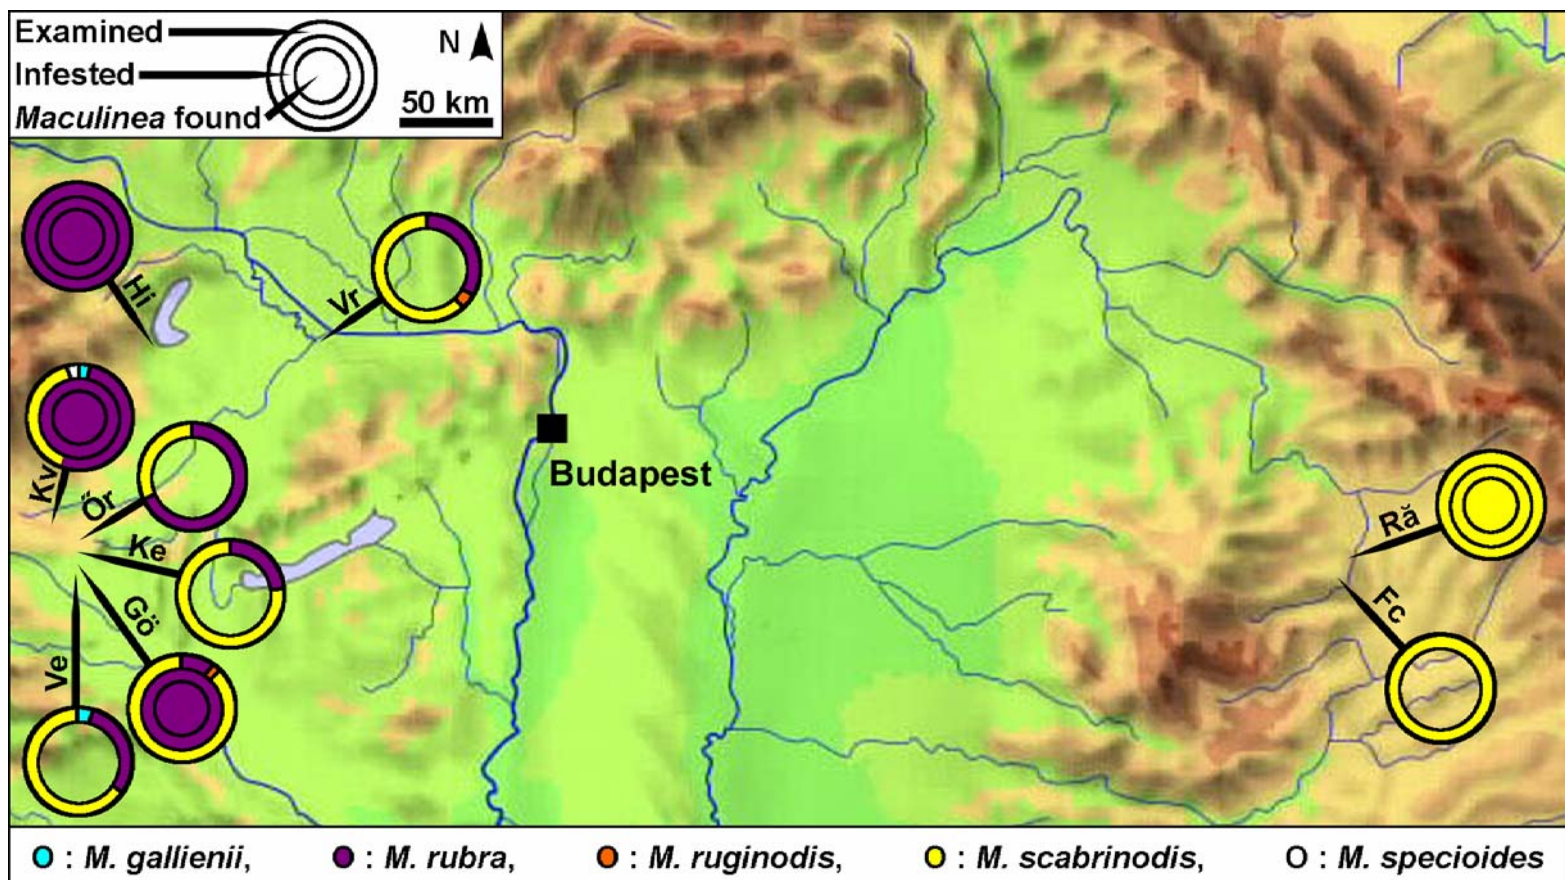 Examined
Infested
Maculinea found
N
50 km
Hi
Vr
Kv
Őr
Ke
Gö
Ve
Budapest
Ră
Fc
: M. gallienii, : M. rubra, : M. ruginodis, : M. scabrinodis, : M. specioides